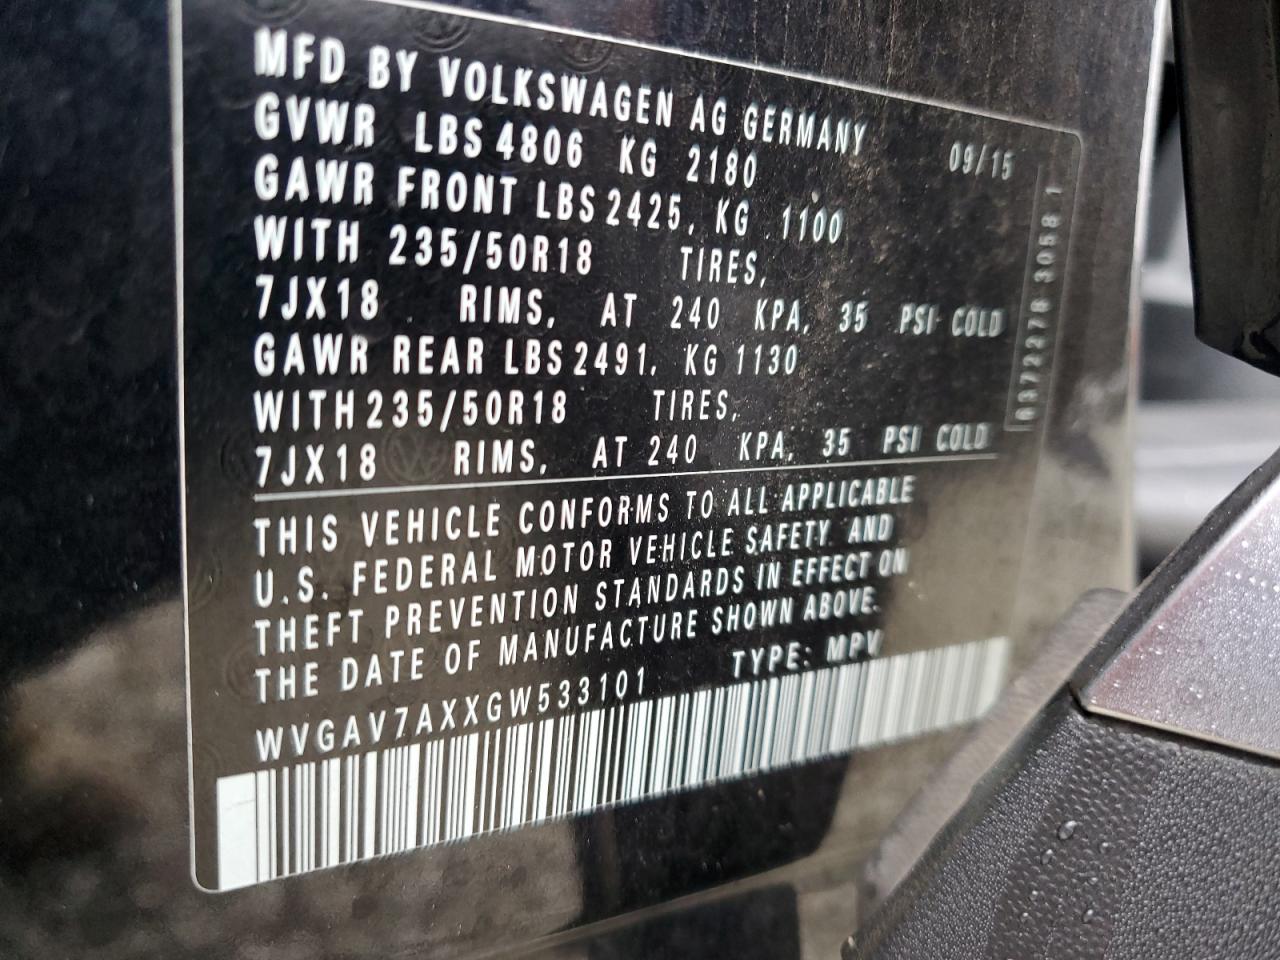 MFD BY VOLKSWAGEN AG GERMANY
GVWR LBS 4806 KG 2180 09/15
GAWR FRONT LBS 2425, KG 1100
WITH 235/50R18 TIRES,
7JX18 RIMS, AT 240 KPA, 35 PSI COLD
GAWR REAR LBS 2491, KG 1130
WITH 235/50R18 TIRES,
7JX18 RIMS, AT 240 KPA, 35 PSI COLD
THIS VEHICLE CONFORMS TO ALL APPLICABLE
U.S. FEDERAL MOTOR VEHICLE SAFETY AND
THEFT PREVENTION STANDARDS IN EFFECT ON
THE DATE OF MANUFACTURE SHOWN ABOVE.
WVGAV7AXXGW533101 TYPE: MPV